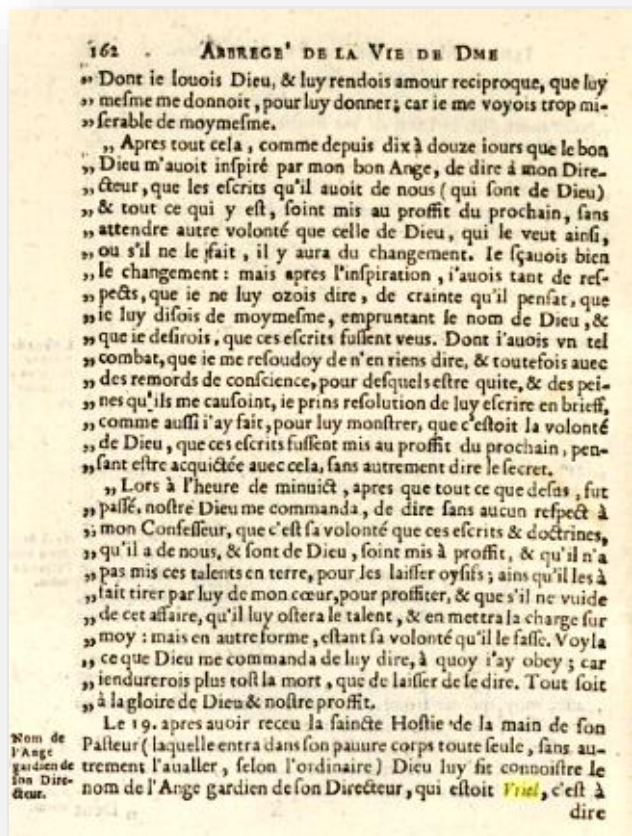 162 . ABBREGE' DE LA VIE DE DME
„ Dont ie louois Dieu, & luy rendois amour reciproque, que luy
„ mesme me donnoit, pour luy donner; car ie me voyois trop mi-
„ serable de moymesme.
„ Apres tout cela, comme depuis dix à douze iours que le bon
„ Dieu m'auoit inspiré par mon bon Ange, de dire à mon Dire-
„ cteur, que les escrits qu'il auoit de nous (qui sont de Dieu)
„ & tout ce qui y est, soint mis au proffit du prochain, sans
„ attendre autre volonté que celle de Dieu, qui le veut ainsi,
„ ou s'il ne le fait, il y aura du changement. Ie sçauois bien
„ le changement : mais apres l'inspiration, i'auois tant de res-
„ pects, que ie ne luy ozois dire, de crainte qu'il pensat, que
„ ie luy disois de moymesme, empruntant le nom de Dieu, &
„ que ie desirois, que ces escrits fussent veus. Dont i'auois vn tel
„ combat, que ie me resoudoy de n'en riens dire, & toutefois auec
„ des remords de conscience, pour desquels estre quite, & des pei-
„ nes qu'ils me causoint, ie prins resolution de luy escrire en brieff,
„ comme aussi i'ay fait, pour luy monstrer, que c'estoit la volonté
„ de Dieu, que ces escrits fussent mis au proffit du prochain, pen-
„ sant estre acquictée auec cela, sans autrement dire le secret.
„ Lors à l'heure de minuict, apres que tout ce que desus, fut
„ passé, nostre Dieu me commanda, de dire sans aucun respect à
„ mon Confesseur, que c'est sa volonté que ces escrits & doctrines,
„ qu'il a de nous, & sont de Dieu, soint mis à proffit, & qu'il n'a
„ pas mis ces talents en terre, pour les laisser oysifs; ains qu'il les à
„ fait tirer par luy de mon cœur, pour proffiter, & que s'il ne vuide
„ de cet affaire, qu'il luy ostera le talent, & en mettra la charge sur
„ moy : mais en autre forme, estant sa volonté qu'il le fasse. Voyla
„ ce que Dieu me commanda de luy dire, à quoy i'ay obey; car
„ iendurerois plus tost la mort, que de laisser de se dire. Tout soit
„ à la gloire de Dieu & nostre proffit.
Le 19. apres auoir receu la saincte Hostie de la main de son
Pasteur (laquelle entra dans son pauure corps toute seule, sans au-
trement l'aualler, selon l'ordinaire) Dieu luy fit connoistre le
nom de l'Ange gardien de son Directeur, qui estoit Vriel, c'est à
dire
Nom de
l'Ange
gardien de
son Dire-
cteur.